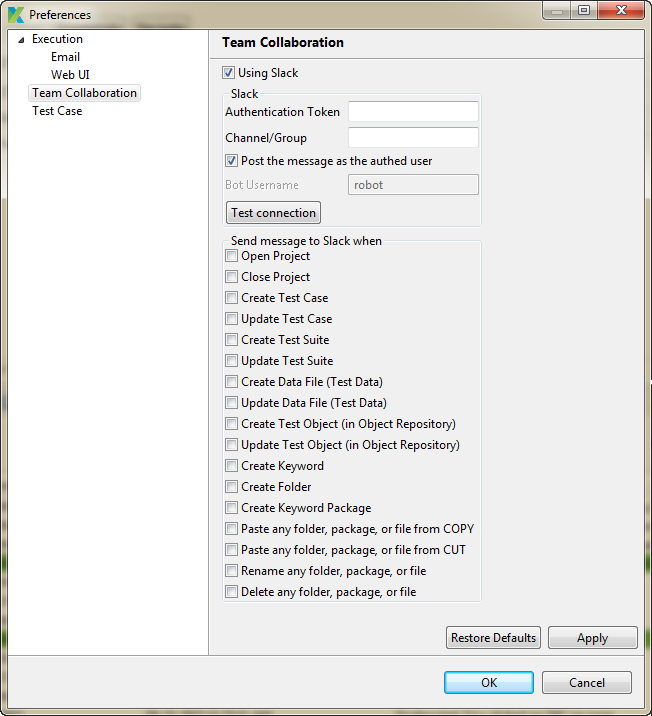 Preferences
Execution
Email
Web UI
Team Collaboration
Test Case
Team Collaboration
Using Slack
Slack
Authentication Token
Channel/Group
Post the message as the authed user
Bot Username robot
Test connection
Send message to Slack when
Open Project
Close Project
Create Test Case
Update Test Case
Create Test Suite
Update Test Suite
Create Data File (Test Data)
Update Data File (Test Data)
Create Test Object (in Object Repository)
Update Test Object (in Object Repository)
Create Keyword
Create Folder
Create Keyword Package
Paste any folder, package, or file from COPY
Paste any folder, package, or file from CUT
Rename any folder, package, or file
Delete any folder, package, or file
Restore Defaults Apply
OK Cancel